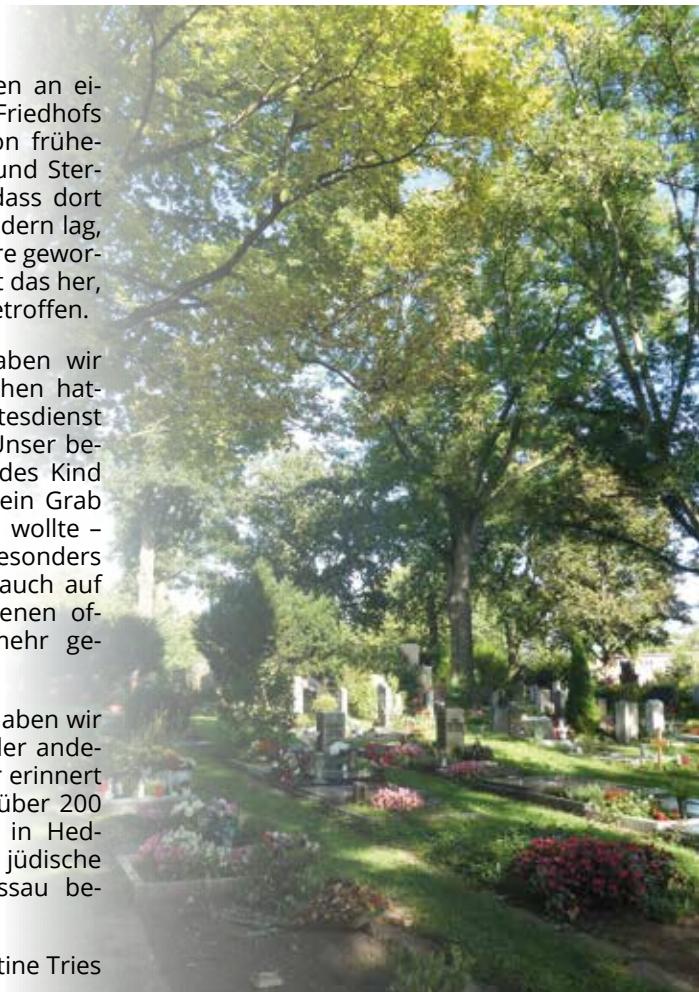 en an ei-
Friedhofs
on frühe-
und Ster-
dass dort
dern lag,
re gewor-
t das her,
etroffen.
aben wir
hen hat-
tesdienst
Unser be-
des Kind
ein Grab
wollte –
esonders
auch auf
enen of-
mehr ge-
aben wir
der ande-
r erinnert
über 200
in Hed-
jüdische
ssau be-
tine Tries